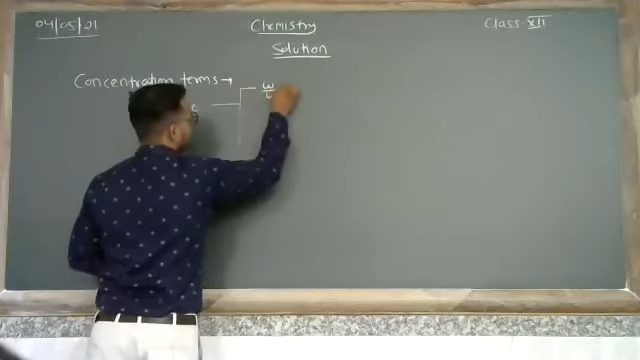 04/05/21
Chemistry
Class XII
Solution
Concentration terms →
w